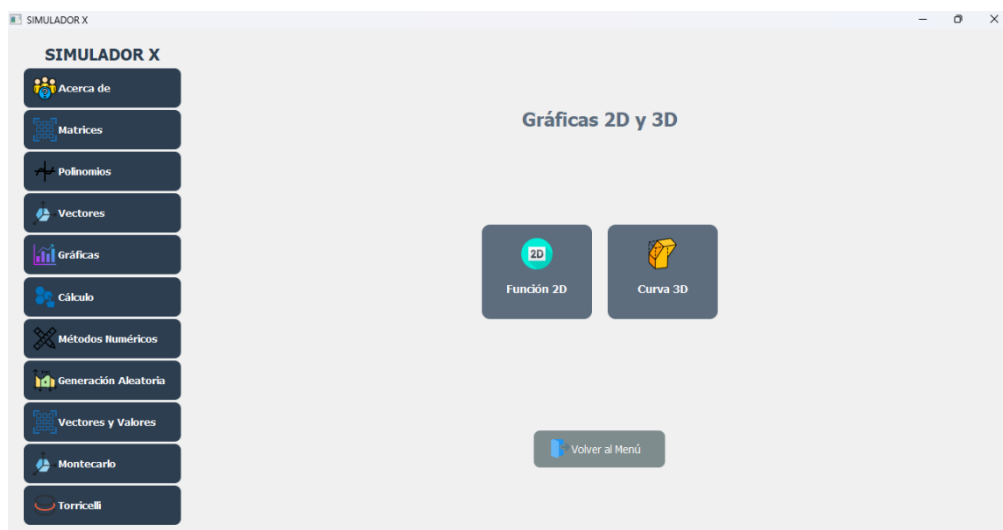 SIMULADOR X
SIMULADOR X
Acerca de
Matrices
Polinomios
Vectores
Gráficas
Cálculo
Métodos Numéricos
Generación Aleatoria
Vectores y Valores
Montecarlo
Torricelli
Gráficas 2D y 3D
2D
Función 2D
Curva 3D
Volver al Menú